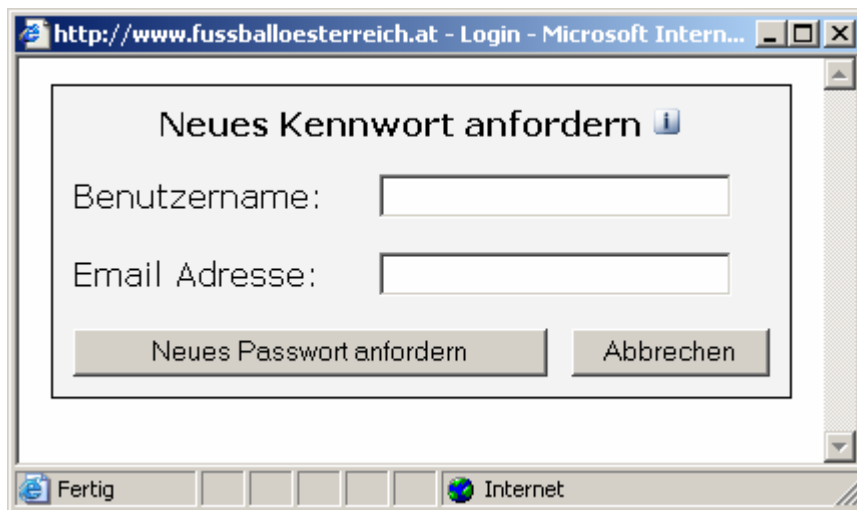 http://www.fussballoesterreich.at - Login - Microsoft Intern...
Neues Kennwort anfordern i
Benutzername:
Email Adresse:
Neues Passwort anfordern Abbrechen
Fertig Internet